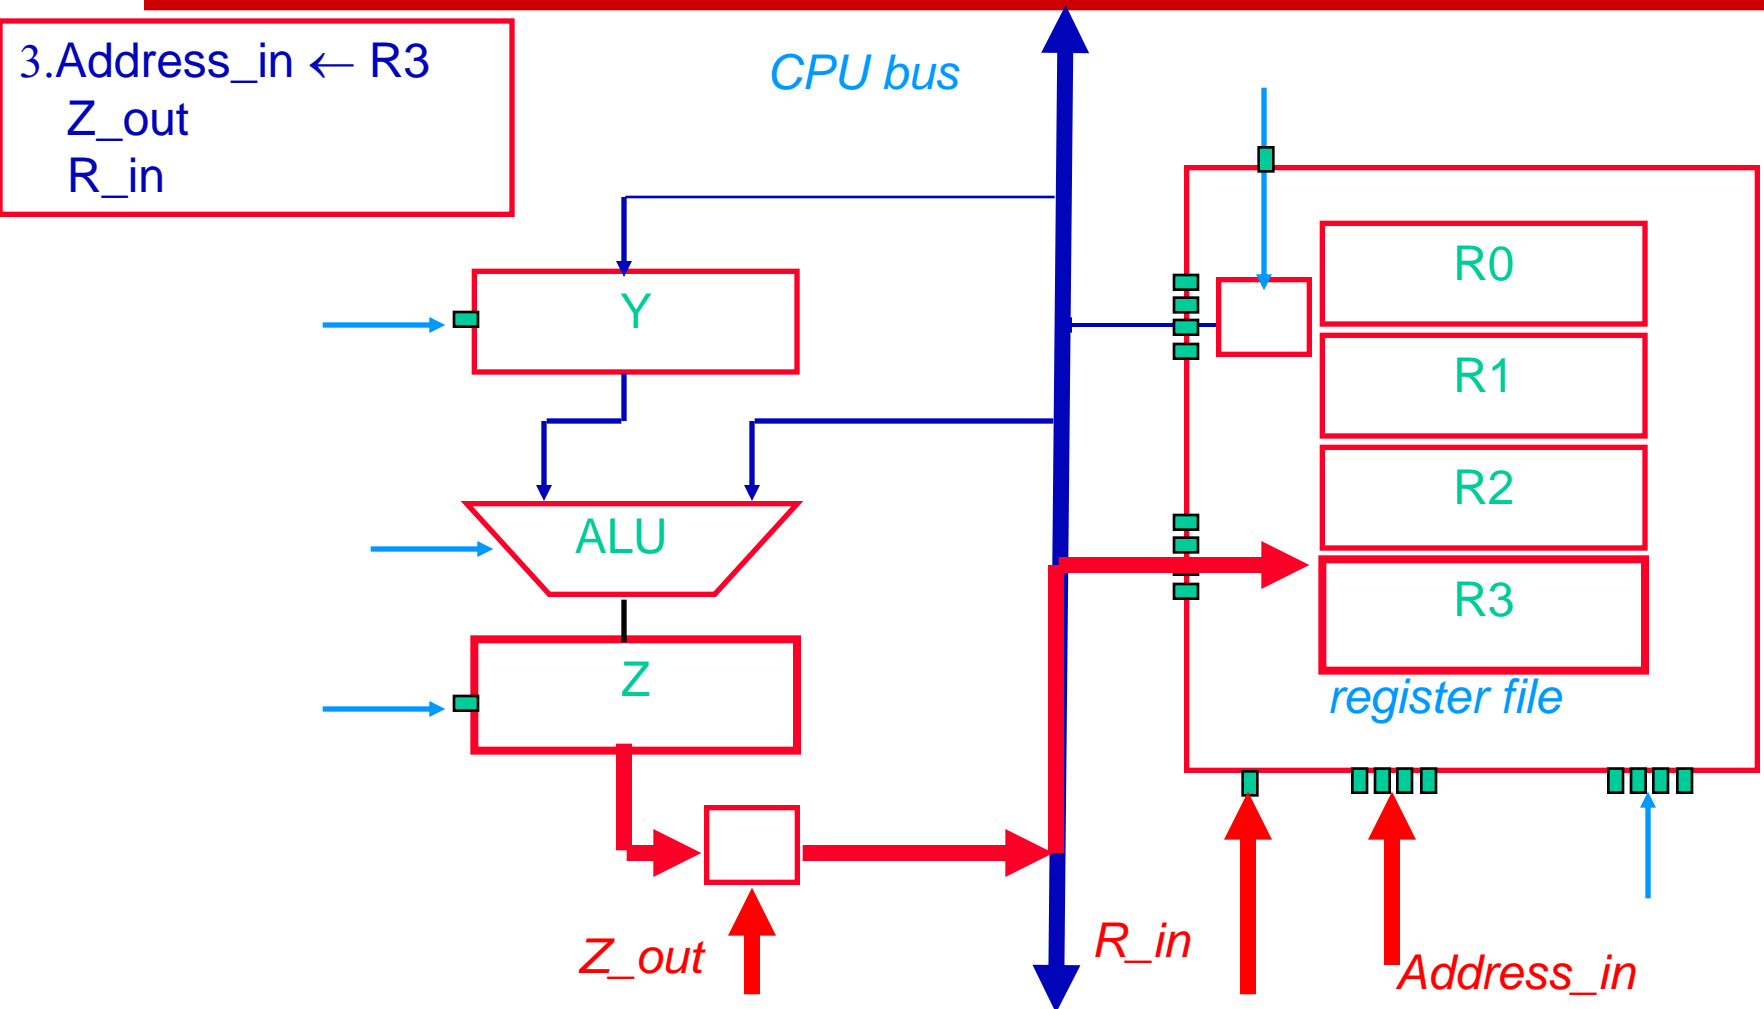 3.Address_in ← R3
Z_out
R_in
CPU bus
Y
ALU
Z
R0
R1
R2
R3
register file
Z_out
R_in
Address_in